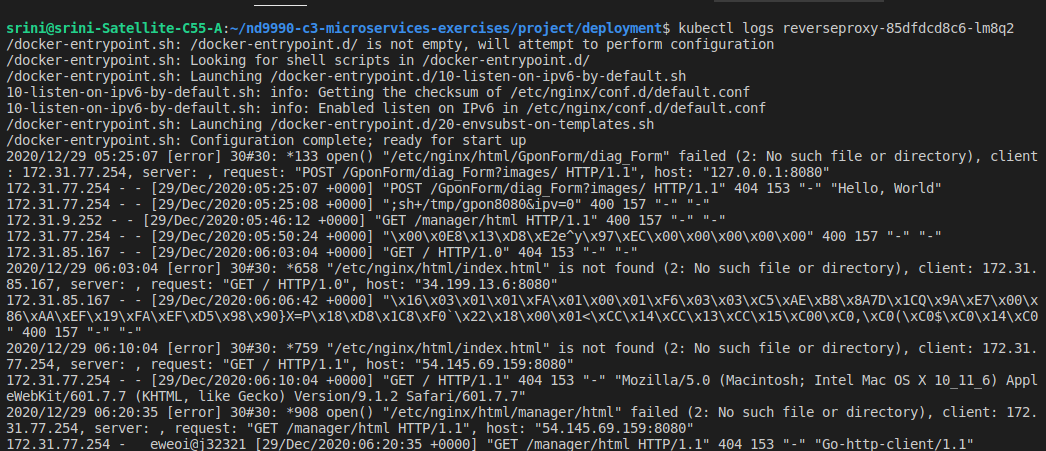 srini@srini-Satellite-C55-A:~/nd9990-c3-microservices-exercises/project/deployment$ kubectl logs reverseproxy-85dfdcd8c6-lm8q2
/docker-entrypoint.sh: /docker-entrypoint.d/ is not empty, will attempt to perform configuration
/docker-entrypoint.sh: Looking for shell scripts in /docker-entrypoint.d/
/docker-entrypoint.sh: Launching /docker-entrypoint.d/10-listen-on-ipv6-by-default.sh
10-listen-on-ipv6-by-default.sh: info: Getting the checksum of /etc/nginx/conf.d/default.conf
10-listen-on-ipv6-by-default.sh: info: Enabled listen on IPv6 in /etc/nginx/conf.d/default.conf
/docker-entrypoint.sh: Launching /docker-entrypoint.d/20-envsubst-on-templates.sh
/docker-entrypoint.sh: Configuration complete; ready for start up
2020/12/29 05:25:07 [error] 30#30: *133 open() "/etc/nginx/html/GponForm/diag_Form" failed (2: No such file or directory), client
: 172.31.77.254, server: , request: "POST /GponForm/diag_Form?images/ HTTP/1.1", host: "127.0.0.1:8080"
172.31.77.254 - - [29/Dec/2020:05:25:07 +0000] "POST /GponForm/diag_Form?images/ HTTP/1.1" 404 153 "-" "Hello, World"
172.31.77.254 - - [29/Dec/2020:05:25:08 +0000] ";sh+/tmp/gpon8080&ipv=0" 400 157 "-" "-"
172.31.9.252 - - [29/Dec/2020:05:46:12 +0000] "GET /manager/html HTTP/1.1" 400 157 "-" "-"
172.31.77.254 - - [29/Dec/2020:05:50:24 +0000] "\x00\x0E8\x13\xD8\xE2e^y\x97\xEC\x00\x00\x00\x00\x00" 400 157 "-" "-"
172.31.85.167 - - [29/Dec/2020:06:03:04 +0000] "GET / HTTP/1.0" 404 153 "-" "-"
2020/12/29 06:03:04 [error] 30#30: *658 "/etc/nginx/html/index.html" is not found (2: No such file or directory), client: 172.31.
85.167, server: , request: "GET / HTTP/1.0", host: "34.199.13.6:8080"
172.31.85.167 - - [29/Dec/2020:06:06:42 +0000] "\x16\x03\x01\x01\xFA\x01\x00\x01\xF6\x03\x03\xC5\xAE\xB8\x8A7D\x1CQ\x9A\xE7\x00\x
86\xAA\xEF\x19\xFA\xEF\xD5\x98\x90}X=P\x18\xD8\x1C8\xF0`\x22\x18\x00\x01<\xCC\x14\xCC\x13\xCC\x15\xC00\xC0,\xC0(\xC0$\xC0\x14\xC0
" 400 157 "-" "-"
2020/12/29 06:10:04 [error] 30#30: *759 "/etc/nginx/html/index.html" is not found (2: No such file or directory), client: 172.31.
77.254, server: , request: "GET / HTTP/1.1", host: "54.145.69.159:8080"
172.31.77.254 - - [29/Dec/2020:06:10:04 +0000] "GET / HTTP/1.1" 404 153 "-" "Mozilla/5.0 (Macintosh; Intel Mac OS X 10_11_6) Appl
eWebKit/601.7.7 (KHTML, like Gecko) Version/9.1.2 Safari/601.7.7"
2020/12/29 06:20:35 [error] 30#30: *908 open() "/etc/nginx/html/manager/html" failed (2: No such file or directory), client: 172.
31.77.254, server: , request: "GET /manager/html HTTP/1.1", host: "54.145.69.159:8080"
172.31.77.254 -   eweoi@j32321 [29/Dec/2020:06:20:35 +0000] "GET /manager/html HTTP/1.1" 404 153 "-" "Go-http-client/1.1"